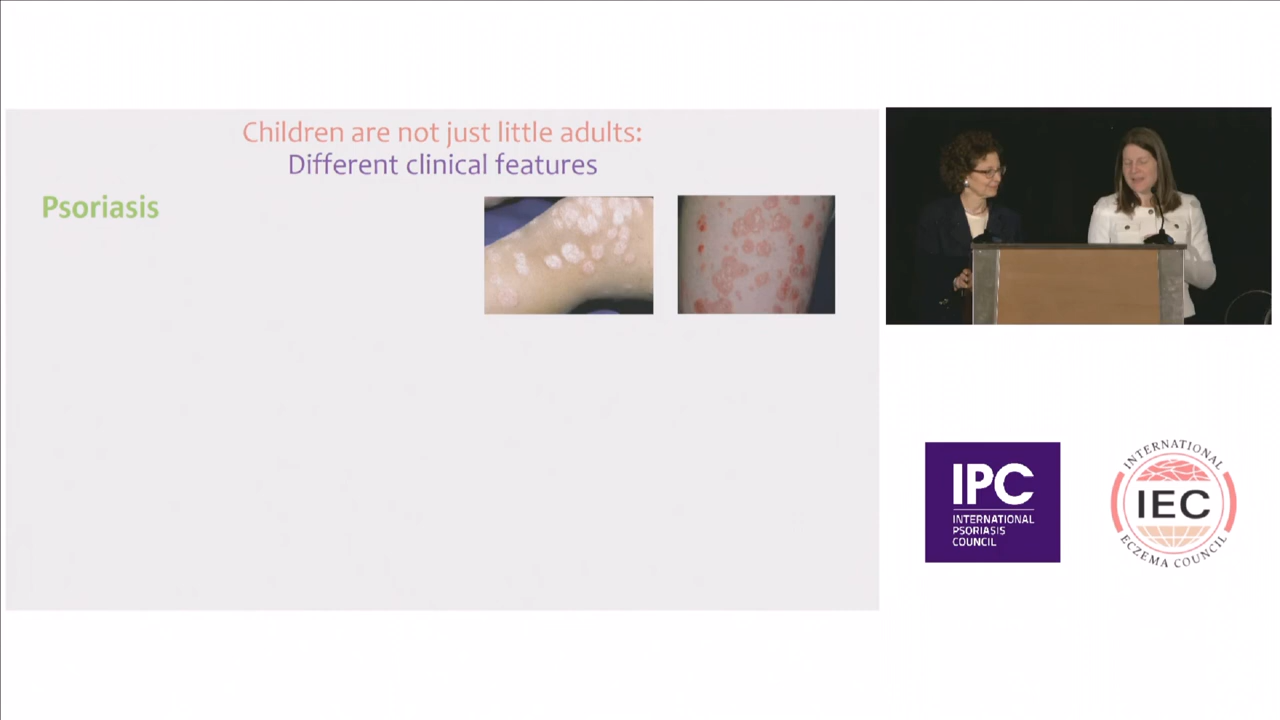 Children are not just little adults:
Different clinical features
Psoriasis
IPC
INTERNATIONAL
PSORIASIS
COUNCIL
INTERNATIONAL
IEC
ECZEMA COUNCIL